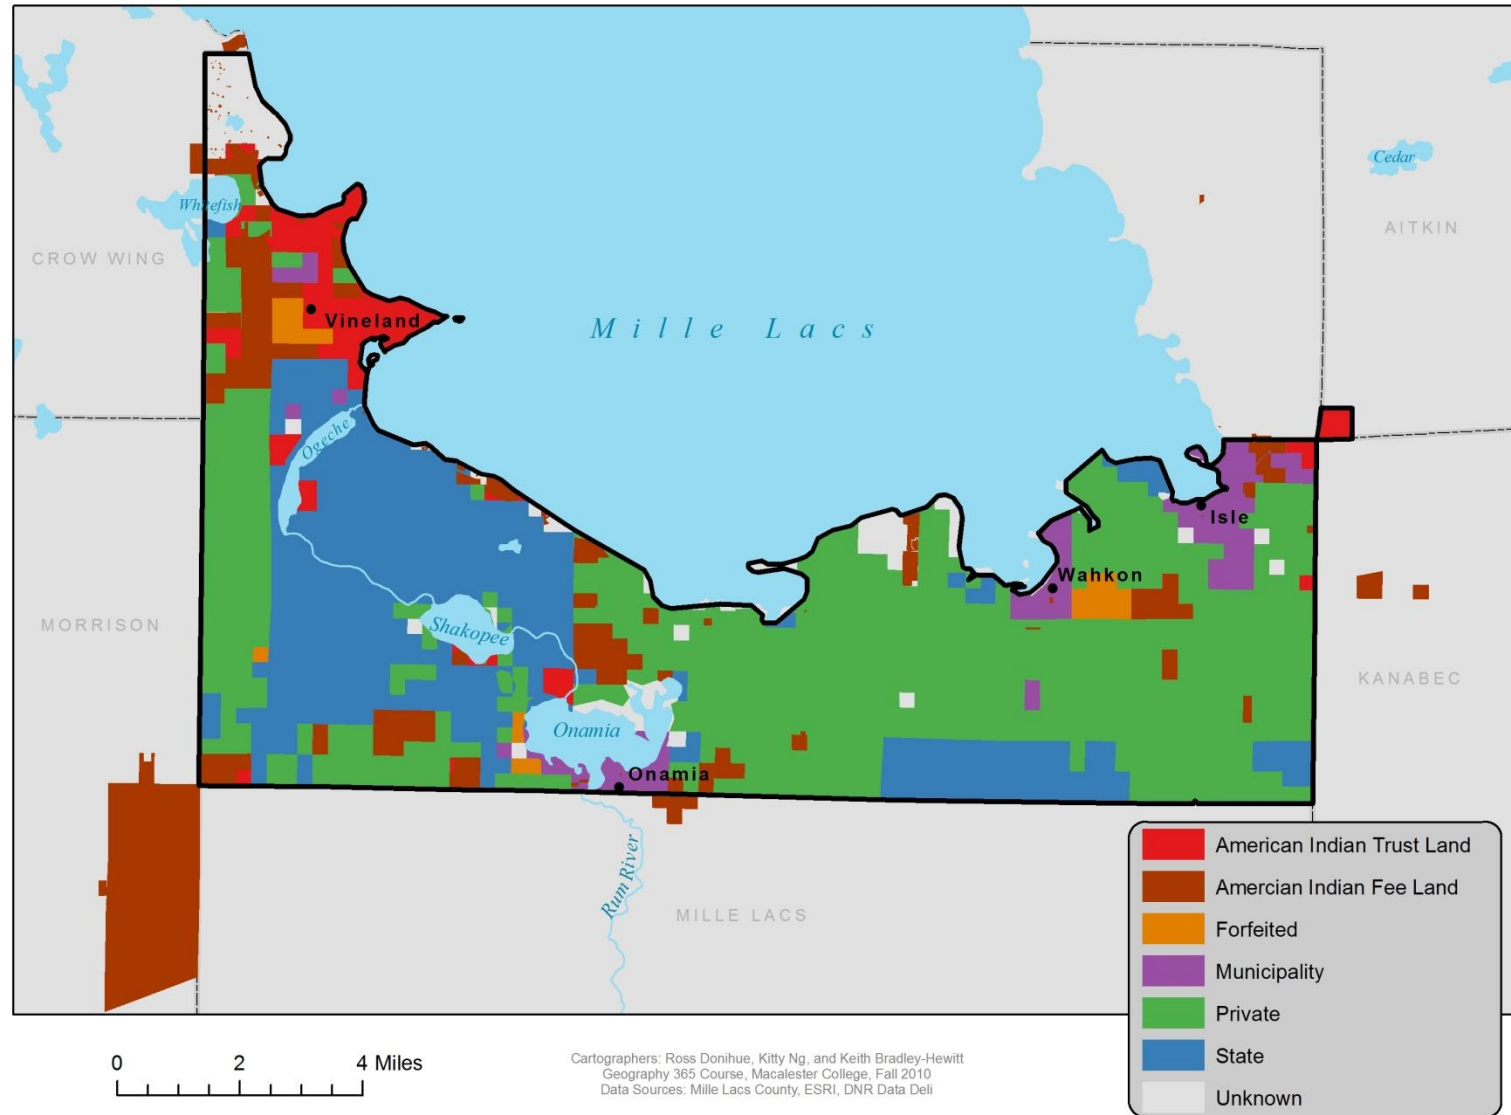 Cedar
Whitefish
AITKIN
CROW WING
Vineland
Mille Lacs
Ogeche
Isle
Wahkon
MORRISON
Shakopee
KANABEC
Onamia
Onamia
Rum River
MILLE LACS
American Indian Trust Land
Amercian Indian Fee Land
Forfeited
Municipality
Private
State
Unknown
0 2 4 Miles
Cartographers: Ross Donihue, Kitty Ng, and Keith Bradley-Hewitt
Geography 365 Course, Macalester College, Fall 2010
Data Sources: Mille Lacs County, ESRI, DNR Data Deli